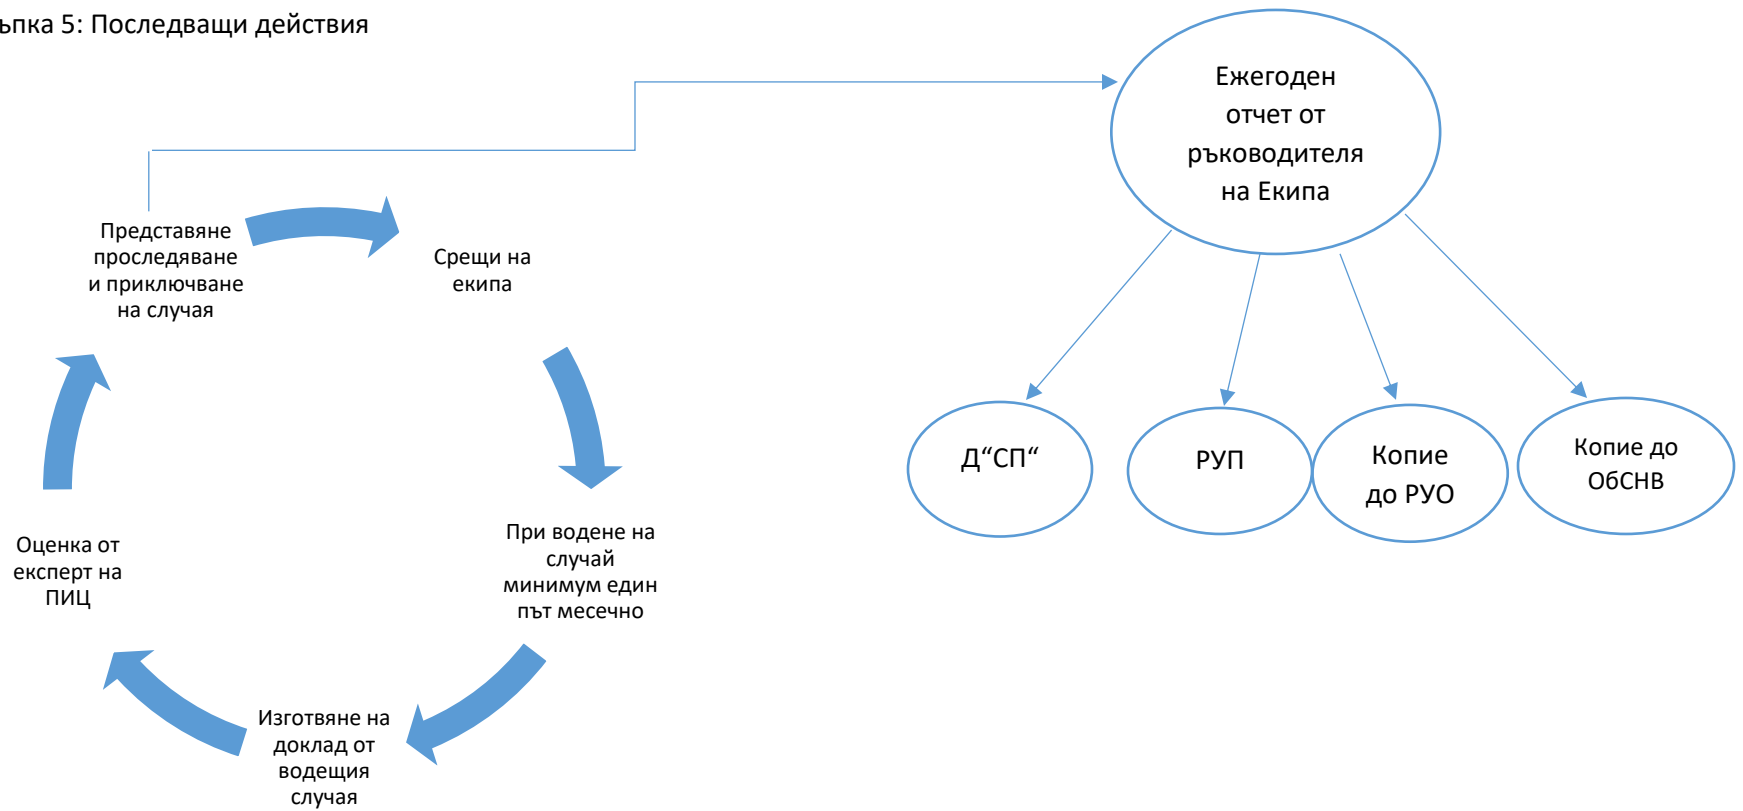 ъпка 5: Последващи действия
Ежегоден
отчет от
ръководителя
на Екипа
Представяне
проследяване
и приключване
на случая
Срещи на
екипа
При водене на
случай
минимум един
път месечно
Изготвяне на
доклад от
водещия
случая
Оценка от
експерт на
ПИЦ
Д“СП“
РУП
Копие
до РУО
Копие до
ОбСНВ